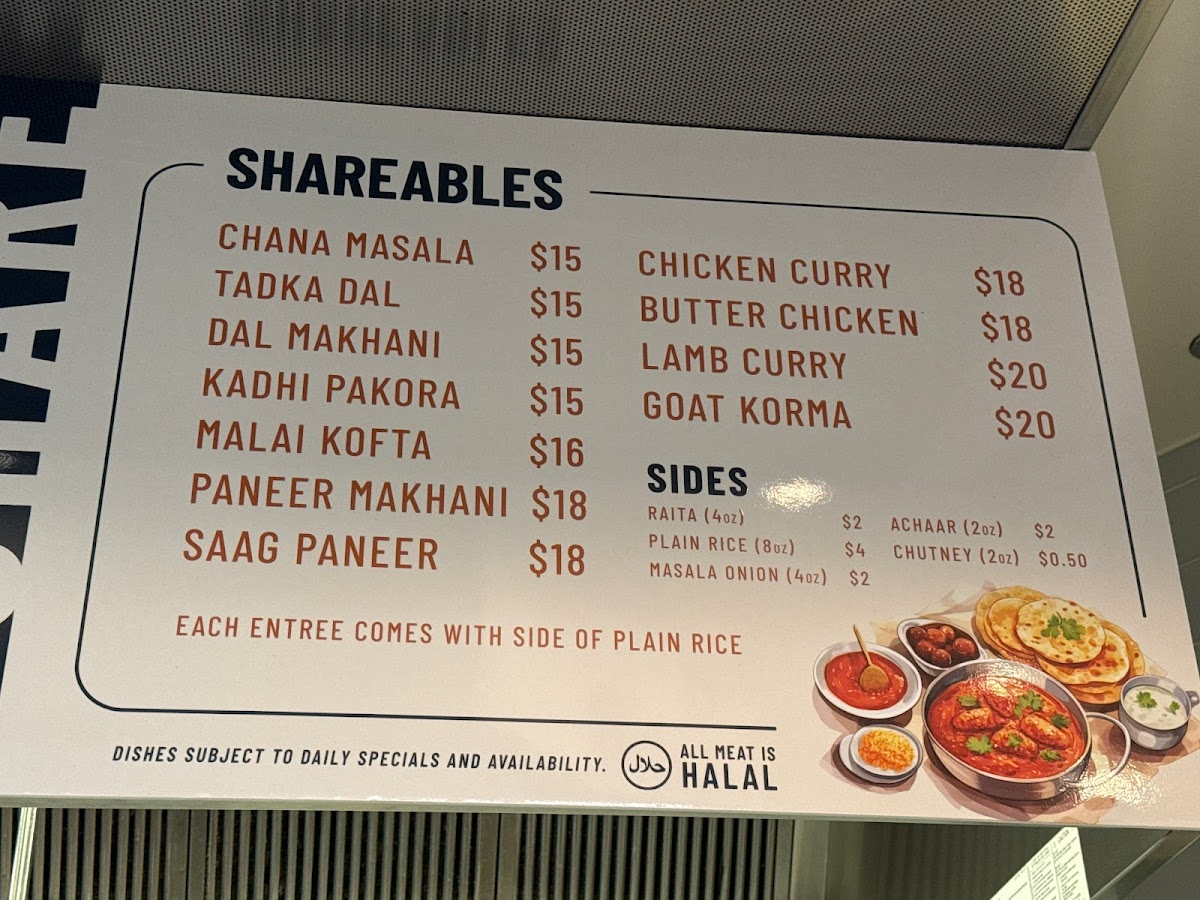 SHAREABLES
CHANA MASALA $15
TADKA DAL $15
DAL MAKHANI $15
KADHI PAKORA $15
MALAI KOFTA $16
PANEER MAKHANI $18
SAAG PANEER $18
CHICKEN CURRY $18
BUTTER CHICKEN $18
LAMB CURRY $20
GOAT KORMA $20
SIDES
RAITA (4oz) $2
PLAIN RICE (8oz) $4
MASALA ONION (4oz) $2
ACHAAR (2oz) $2
CHUTNEY (2oz) $0.50
EACH ENTREE COMES WITH SIDE OF PLAIN RICE
DISHES SUBJECT TO DAILY SPECIALS AND AVAILABILITY.
حلال
ALL MEAT IS
HALAL